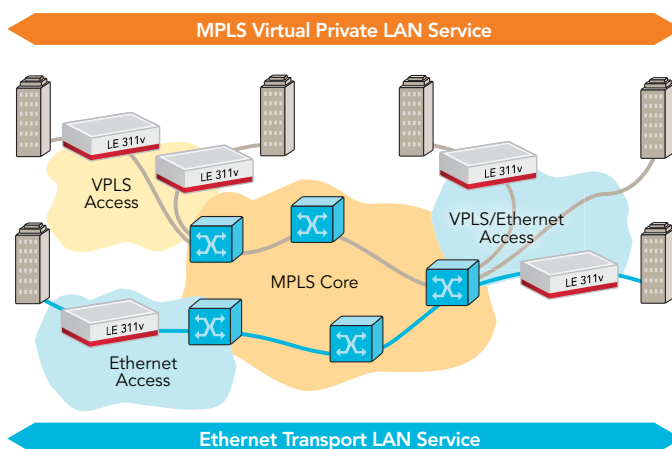 MPLS Virtual Private LAN Service
LE 311v
LE 311v
LE 311v
VPLS
Access
VPLS/Ethernet
Access
MPLS Core
LE 311v
LE 311v
Ethernet
Access
Ethernet Transport LAN Service